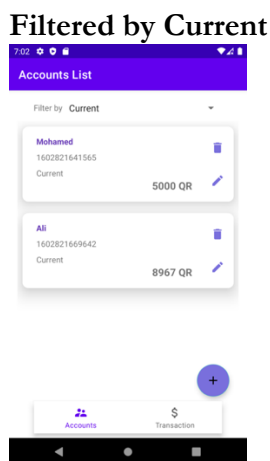 Filtered by Current
7:02
Accounts List
Filter by Current
Mohamed
1602821641565
Current
5000 QR
Ali
1602821669642
Current
8967 QR
+
Accounts
$
Transaction